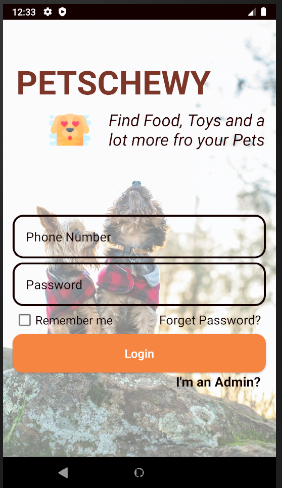 12:33
PETSCHEWY
Find Food, Toys and a
lot more fro your Pets
Phone Number
Password
Remember me
Forget Password?
Login
I'm an Admin?